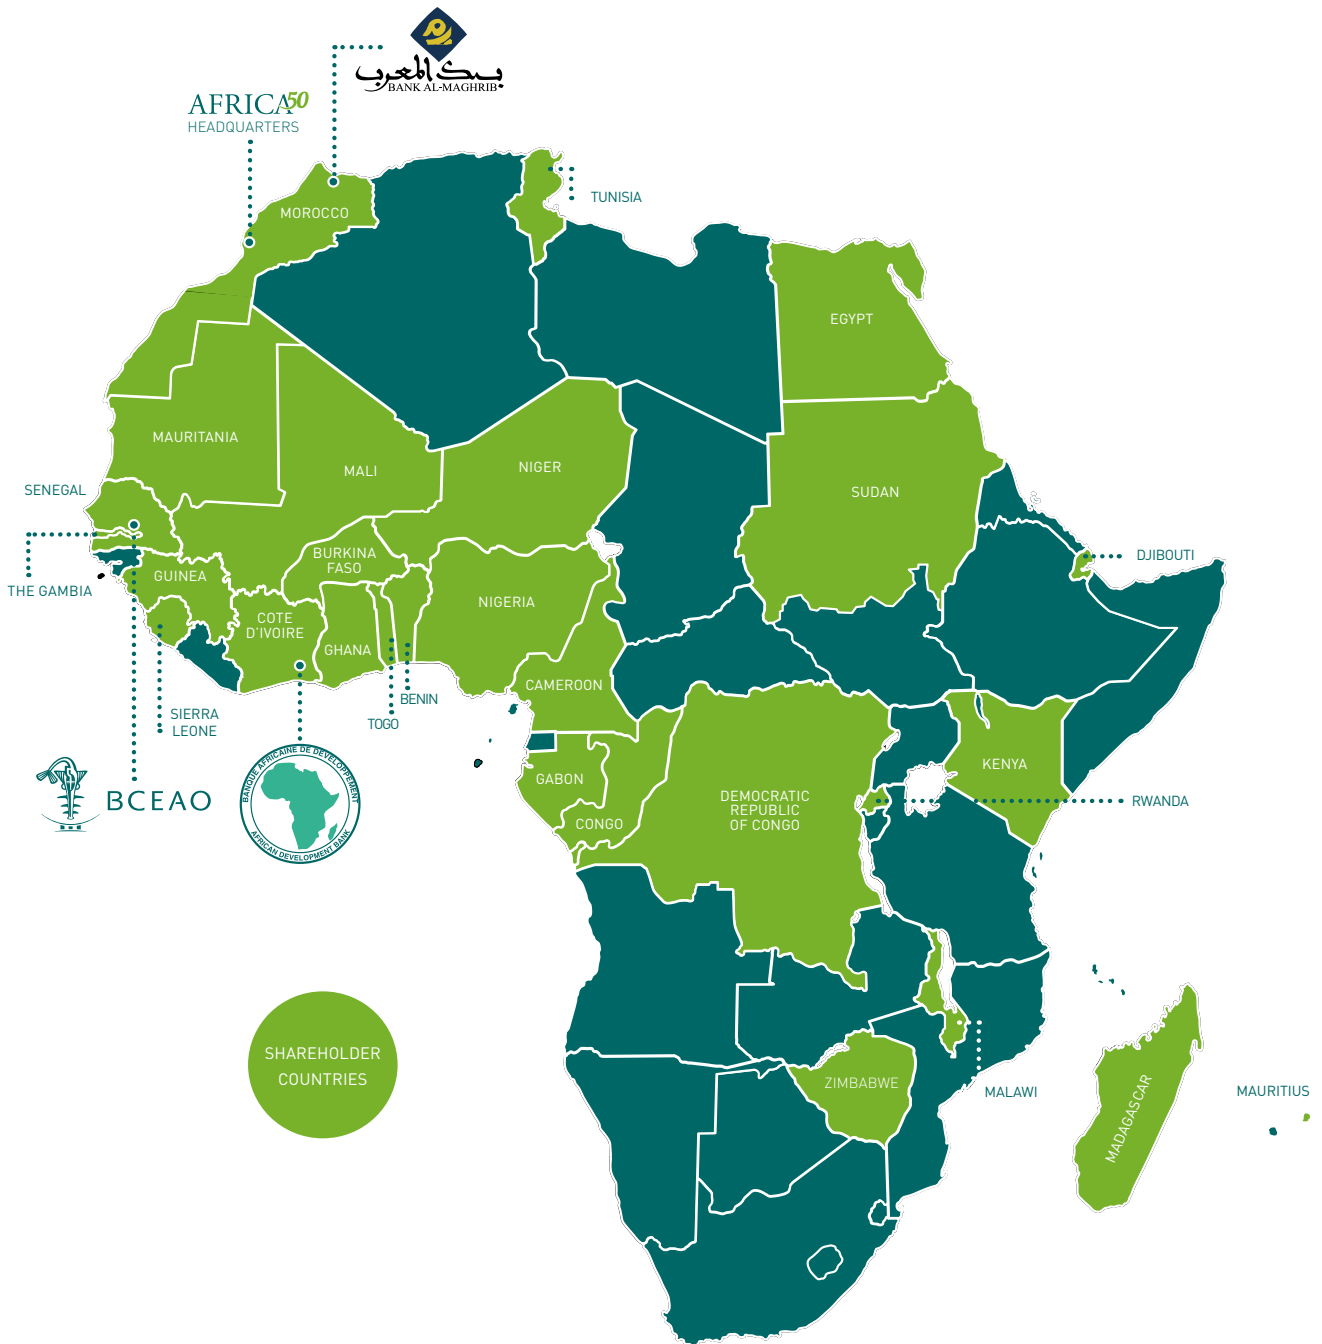 بنك المغرب
BANK AL-MAGHRIB
AFRICA50
HEADQUARTERS
TUNISIA
MOROCCO
EGYPT
MAURITANIA
MALI
NIGER
SENEGAL
SUDAN
BURKINA
FASO
DJIBOUTI
GUINEA
THE GAMBIA
NIGERIA
COTE
D'IVOIRE
GHANA
CAMEROON
BENIN
SIERRA
LEONE
TOGO
KENYA
GABON
BANQUE AFRICAINE DE DEVELOPPEMENT
AFRICAN DEVELOPMENT BANK
BCEAO
DEMOCRATIC
REPUBLIC
OF CONGO
RWANDA
CONGO
SHAREHOLDER
COUNTRIES
ZIMBABWE
MALAWI
MADAGASCAR
MAURITIUS